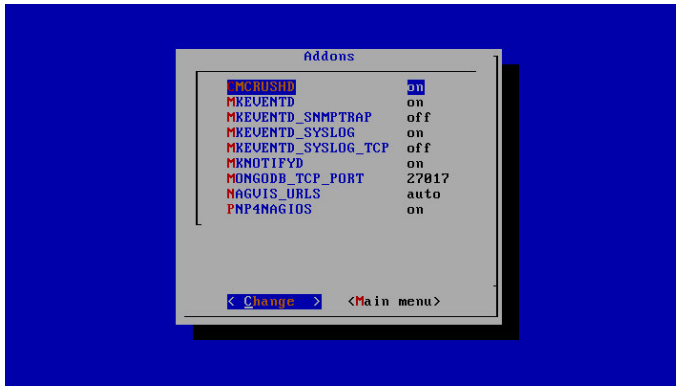 Addons
CMCRUSHD on
MKEVENTD on
MKEVENTD_SNMPTRAP off
MKEVENTD_SYSLOG on
MKEVENTD_SYSLOG_TCP off
MKNOTIFYD on
MONGODB_TCP_PORT 27017
NAGVIS_URLS auto
PNP4NAGIOS on
< Change > <Main menu>